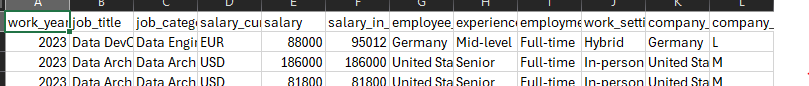 A B C D E F G H I J K L
work_year job_title job_categ salary_cu salary salary_in_ employee_ experienc employme work_setti company_ company_
2023 Data DevO Data Engi EUR 88000 95012 Germany Mid-level Full-time Hybrid Germany L
2023 Data Arch Data Arch USD 186000 186000 United Sta Senior Full-time In-person United Sta M
2023 Data Arch Data Arch USD 81800 81800 United Sta Senior Full-time In-person United Sta M